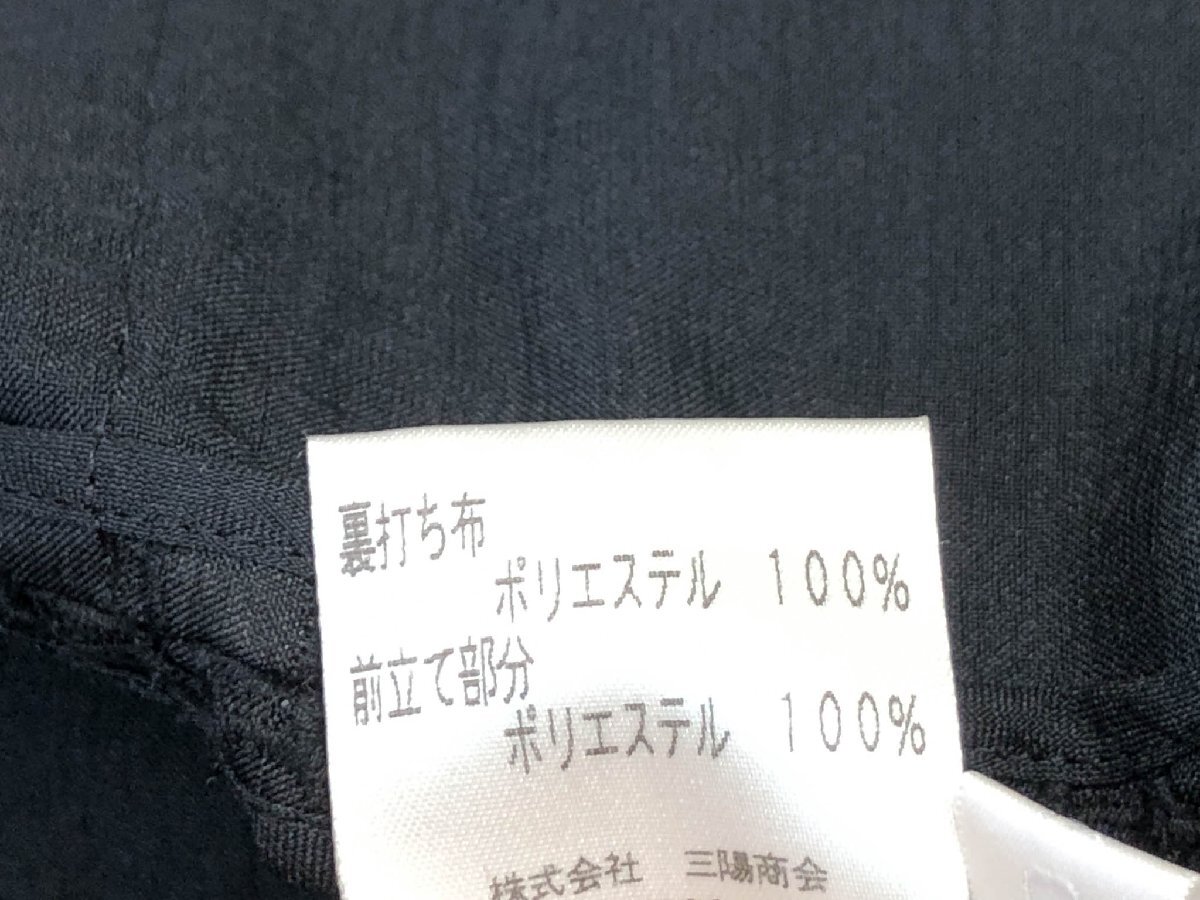 裏打ち布
ポリエステル 100%
前立て部分
ポリエステル 100%
株式会社 三陽商会